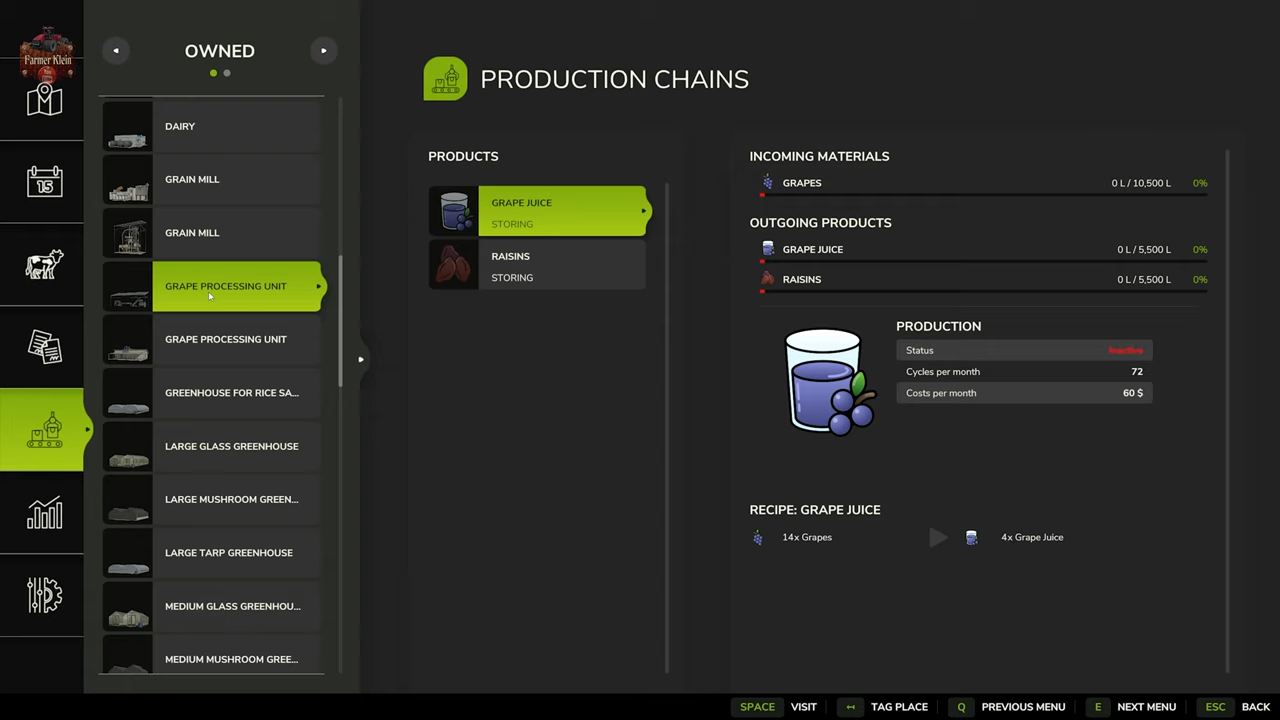 Farmer Klein
OWNED
15
DAIRY
GRAIN MILL
GRAIN MILL
GRAPE PROCESSING UNIT
GRAPE PROCESSING UNIT
GREENHOUSE FOR RICE SA...
LARGE GLASS GREENHOUSE
LARGE MUSHROOM GREEN...
LARGE TARP GREENHOUSE
MEDIUM GLASS GREENHOU...
MEDIUM MUSHROOM GREE...
PRODUCTION CHAINS
PRODUCTS
GRAPE JUICE
STORING
RAISINS
STORING
INCOMING MATERIALS
GRAPES 0 L / 10,500 L 0%
OUTGOING PRODUCTS
GRAPE JUICE 0 L / 5,500 L 0%
RAISINS 0 L / 5,500 L 0%
PRODUCTION
Status Inactive
Cycles per month 72
Costs per month 60 $
RECIPE: GRAPE JUICE
14x Grapes 4x Grape Juice
SPACE VISIT TAG PLACE Q PREVIOUS MENU E NEXT MENU ESC BACK